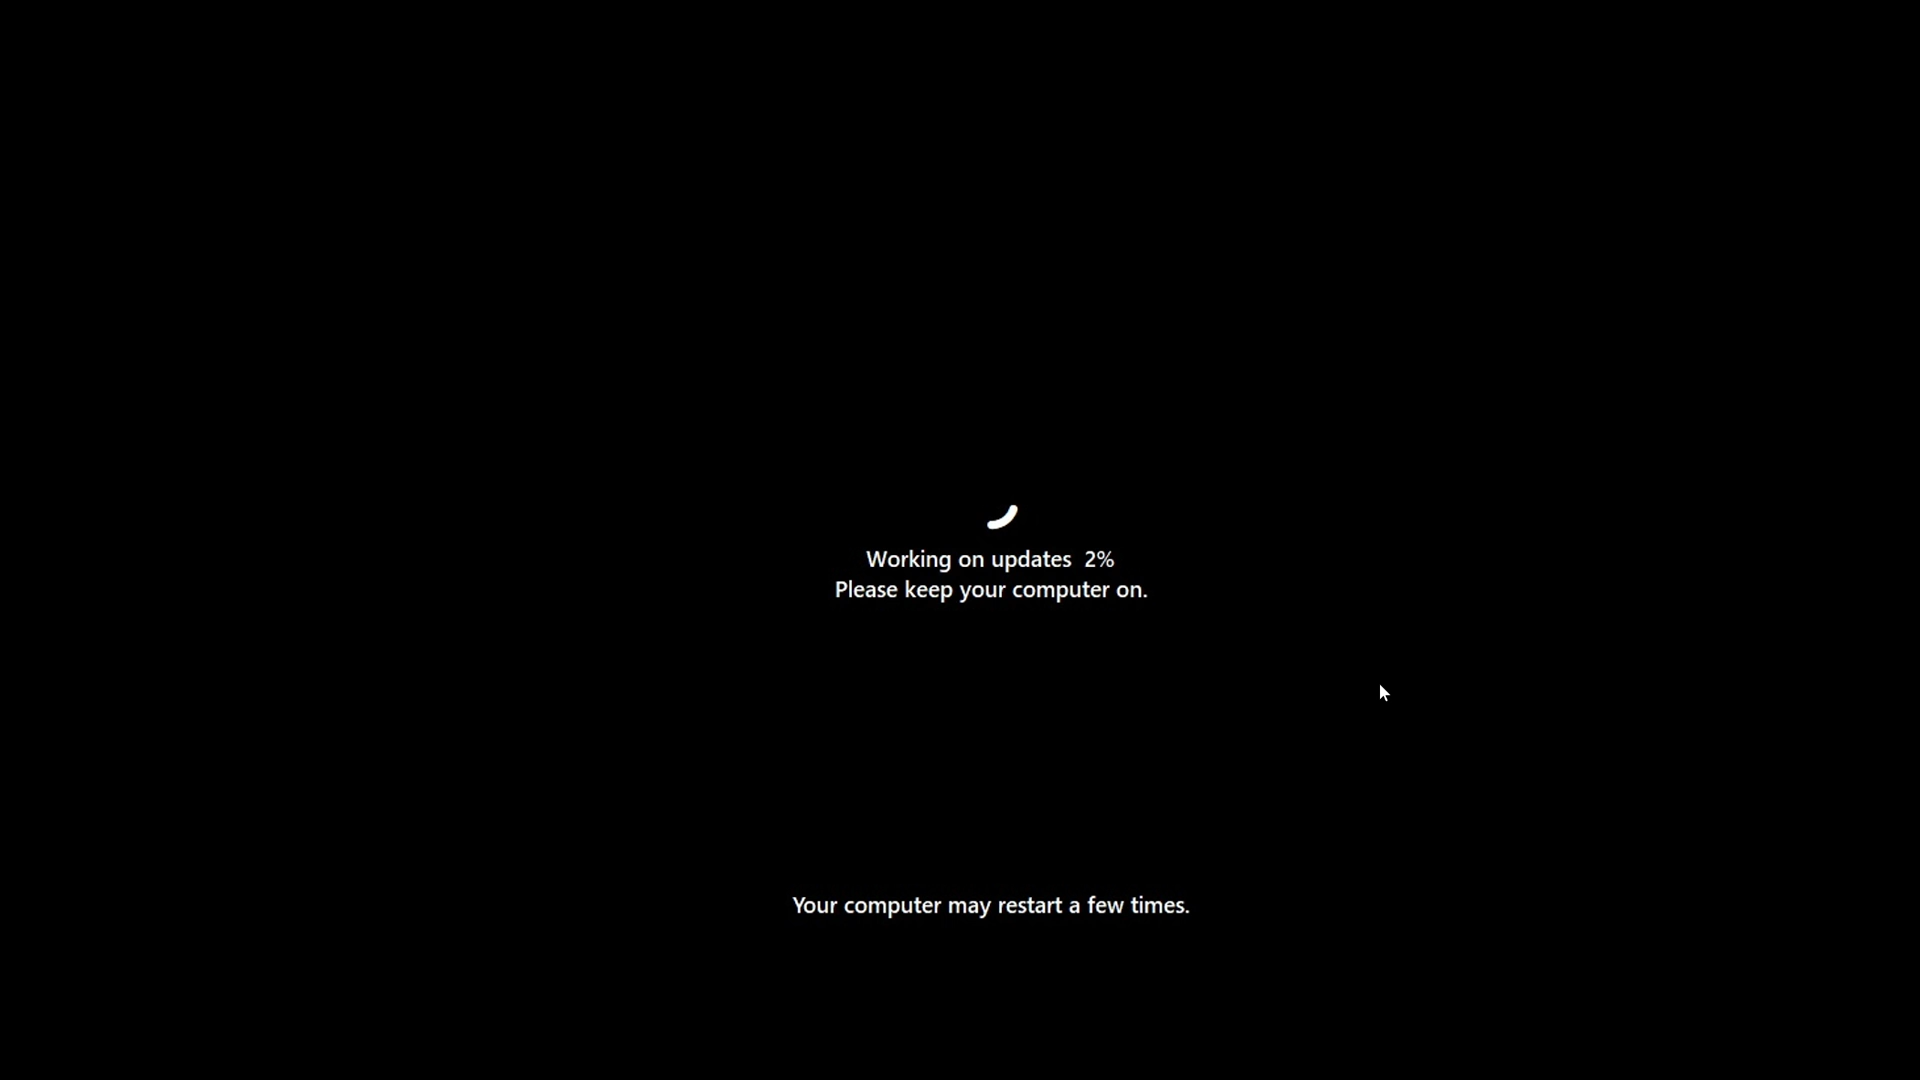 Working on updates  2%
Please keep your computer on.
Your computer may restart a few times.